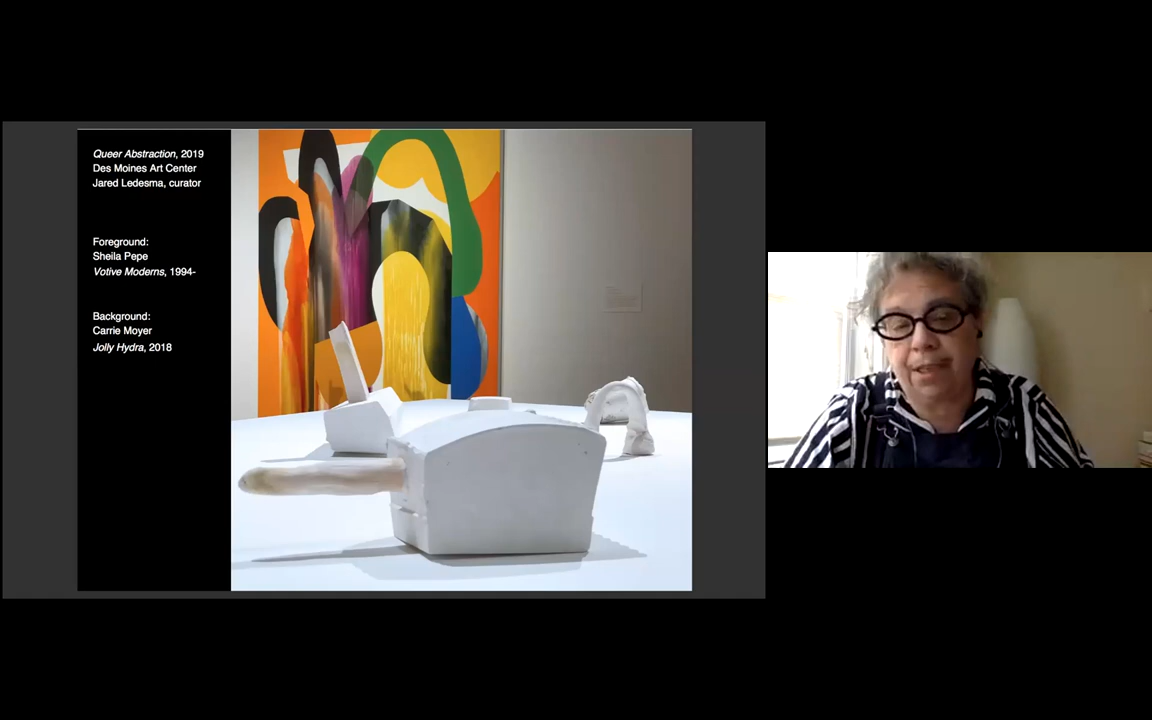 Queer Abstraction, 2019
Des Moines Art Center
Jared Ledesma, curator
Foreground:
Sheila Pepe
Votive Moderns, 1994-
Background:
Carrie Moyer
Jolly Hydra, 2018